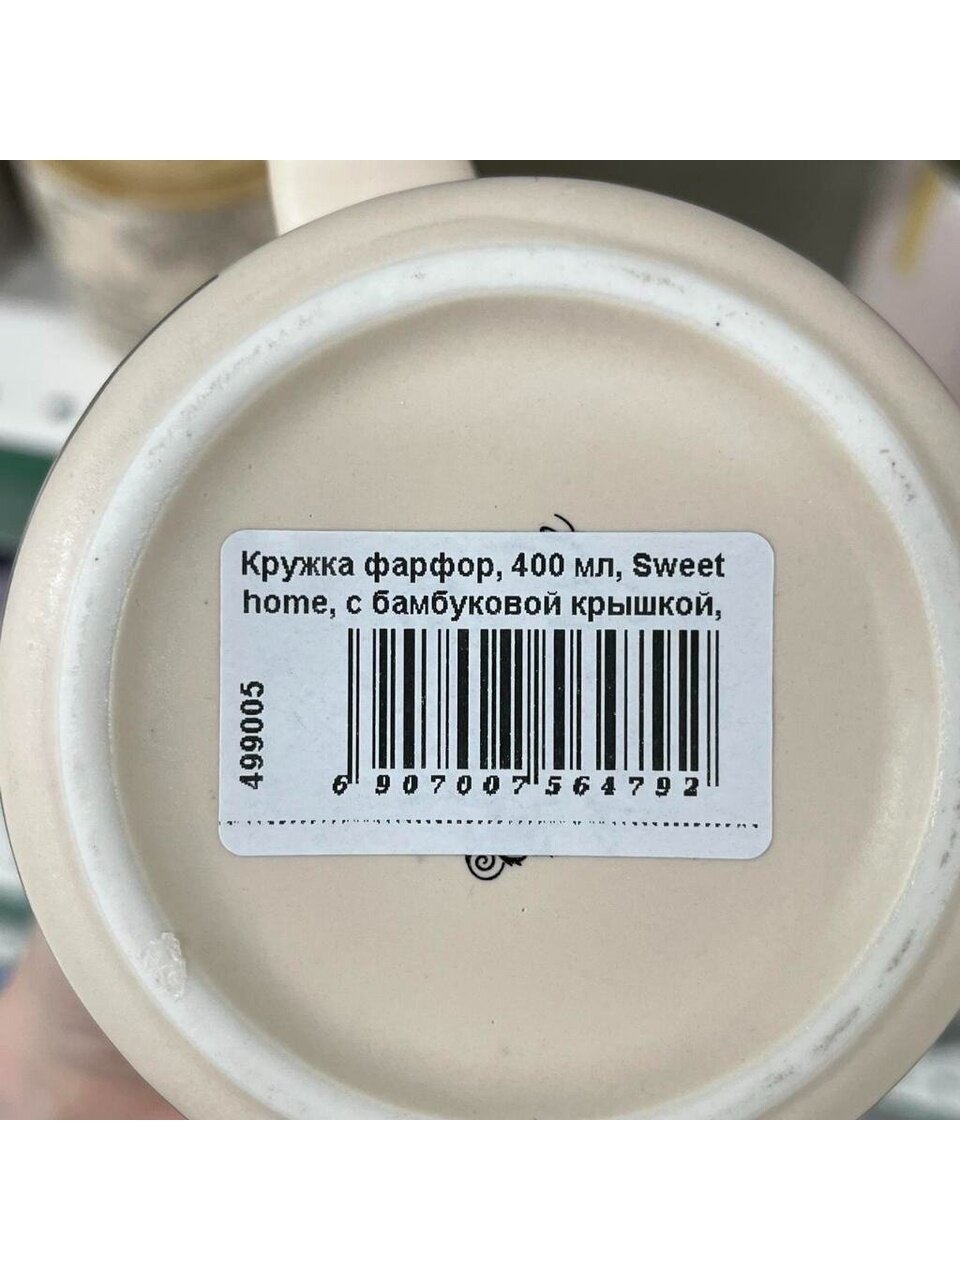 Кружка фарфор, 400 мл, Sweet
home, с бамбуковой крышкой,
499005
6 907007 564792